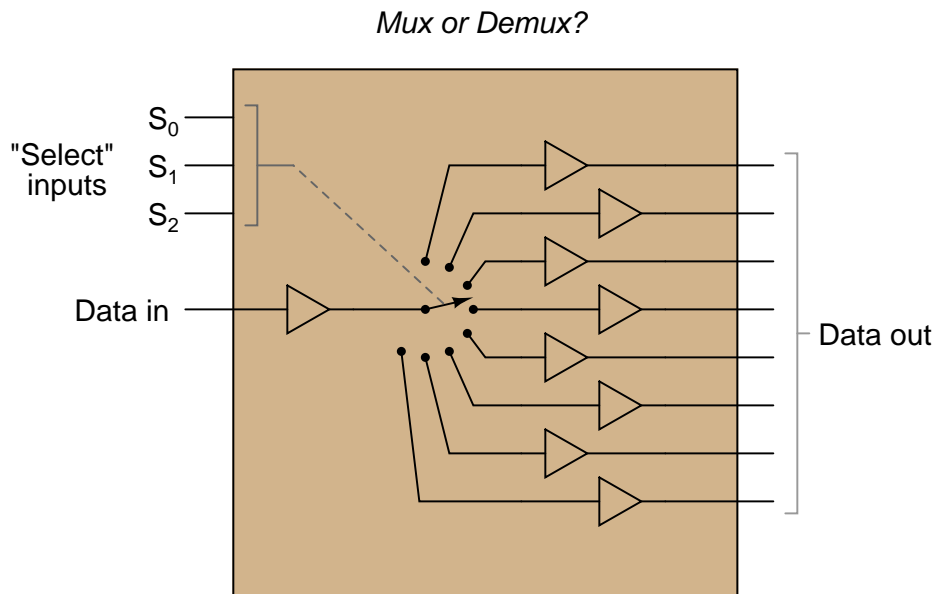 Mux or Demux?
S₀
"Select"
inputs
S₁
S₂
Data in
Data out